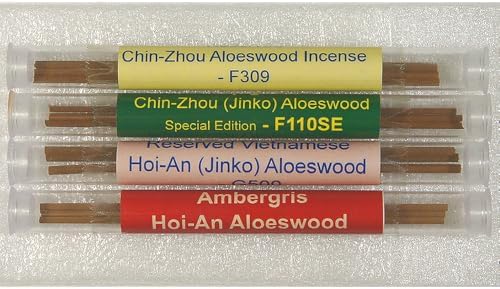 Chin-Zhou Aloeswood Incense
- F309
Chin-Zhou (Jinko) Aloeswood
Special Edition - F110SE
Reserved Vietnamese
Hoi-An (Jinko) Aloeswood
Ambergris
Hoi-An Aloeswood